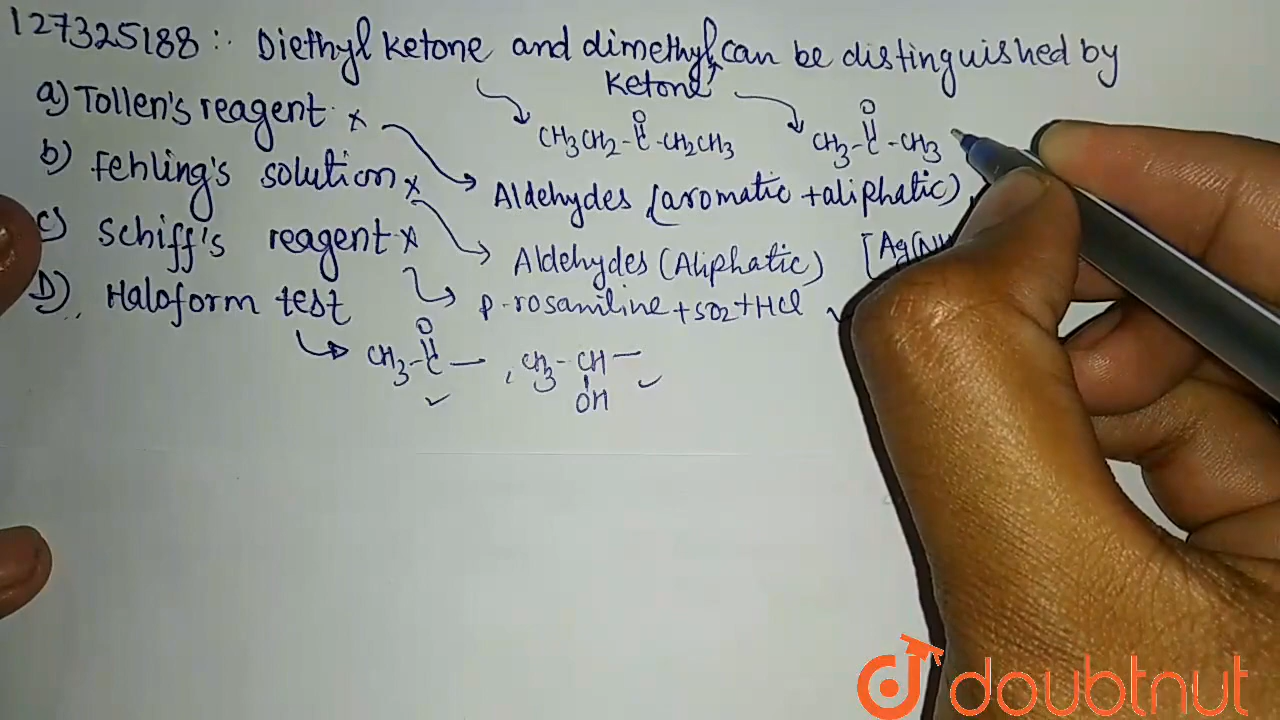 127325188:. Diethyl ketone and dimethyl can be distinguished by
ketone
a) Tollen's reagent x
CH3CH2-C-CH2CH3
O
CH3-C-CH3
O
Aldehydes (aromatic + aliphatic),
b) Fehling's solution x
Aldehydes (Aliphatic)
[Ag(N
c) Schiff's reagent x
p-rosaniline + SO2 + HCl
D) Haloform test
O
CH3-C- , CH3-CH-
OH
doubtnut